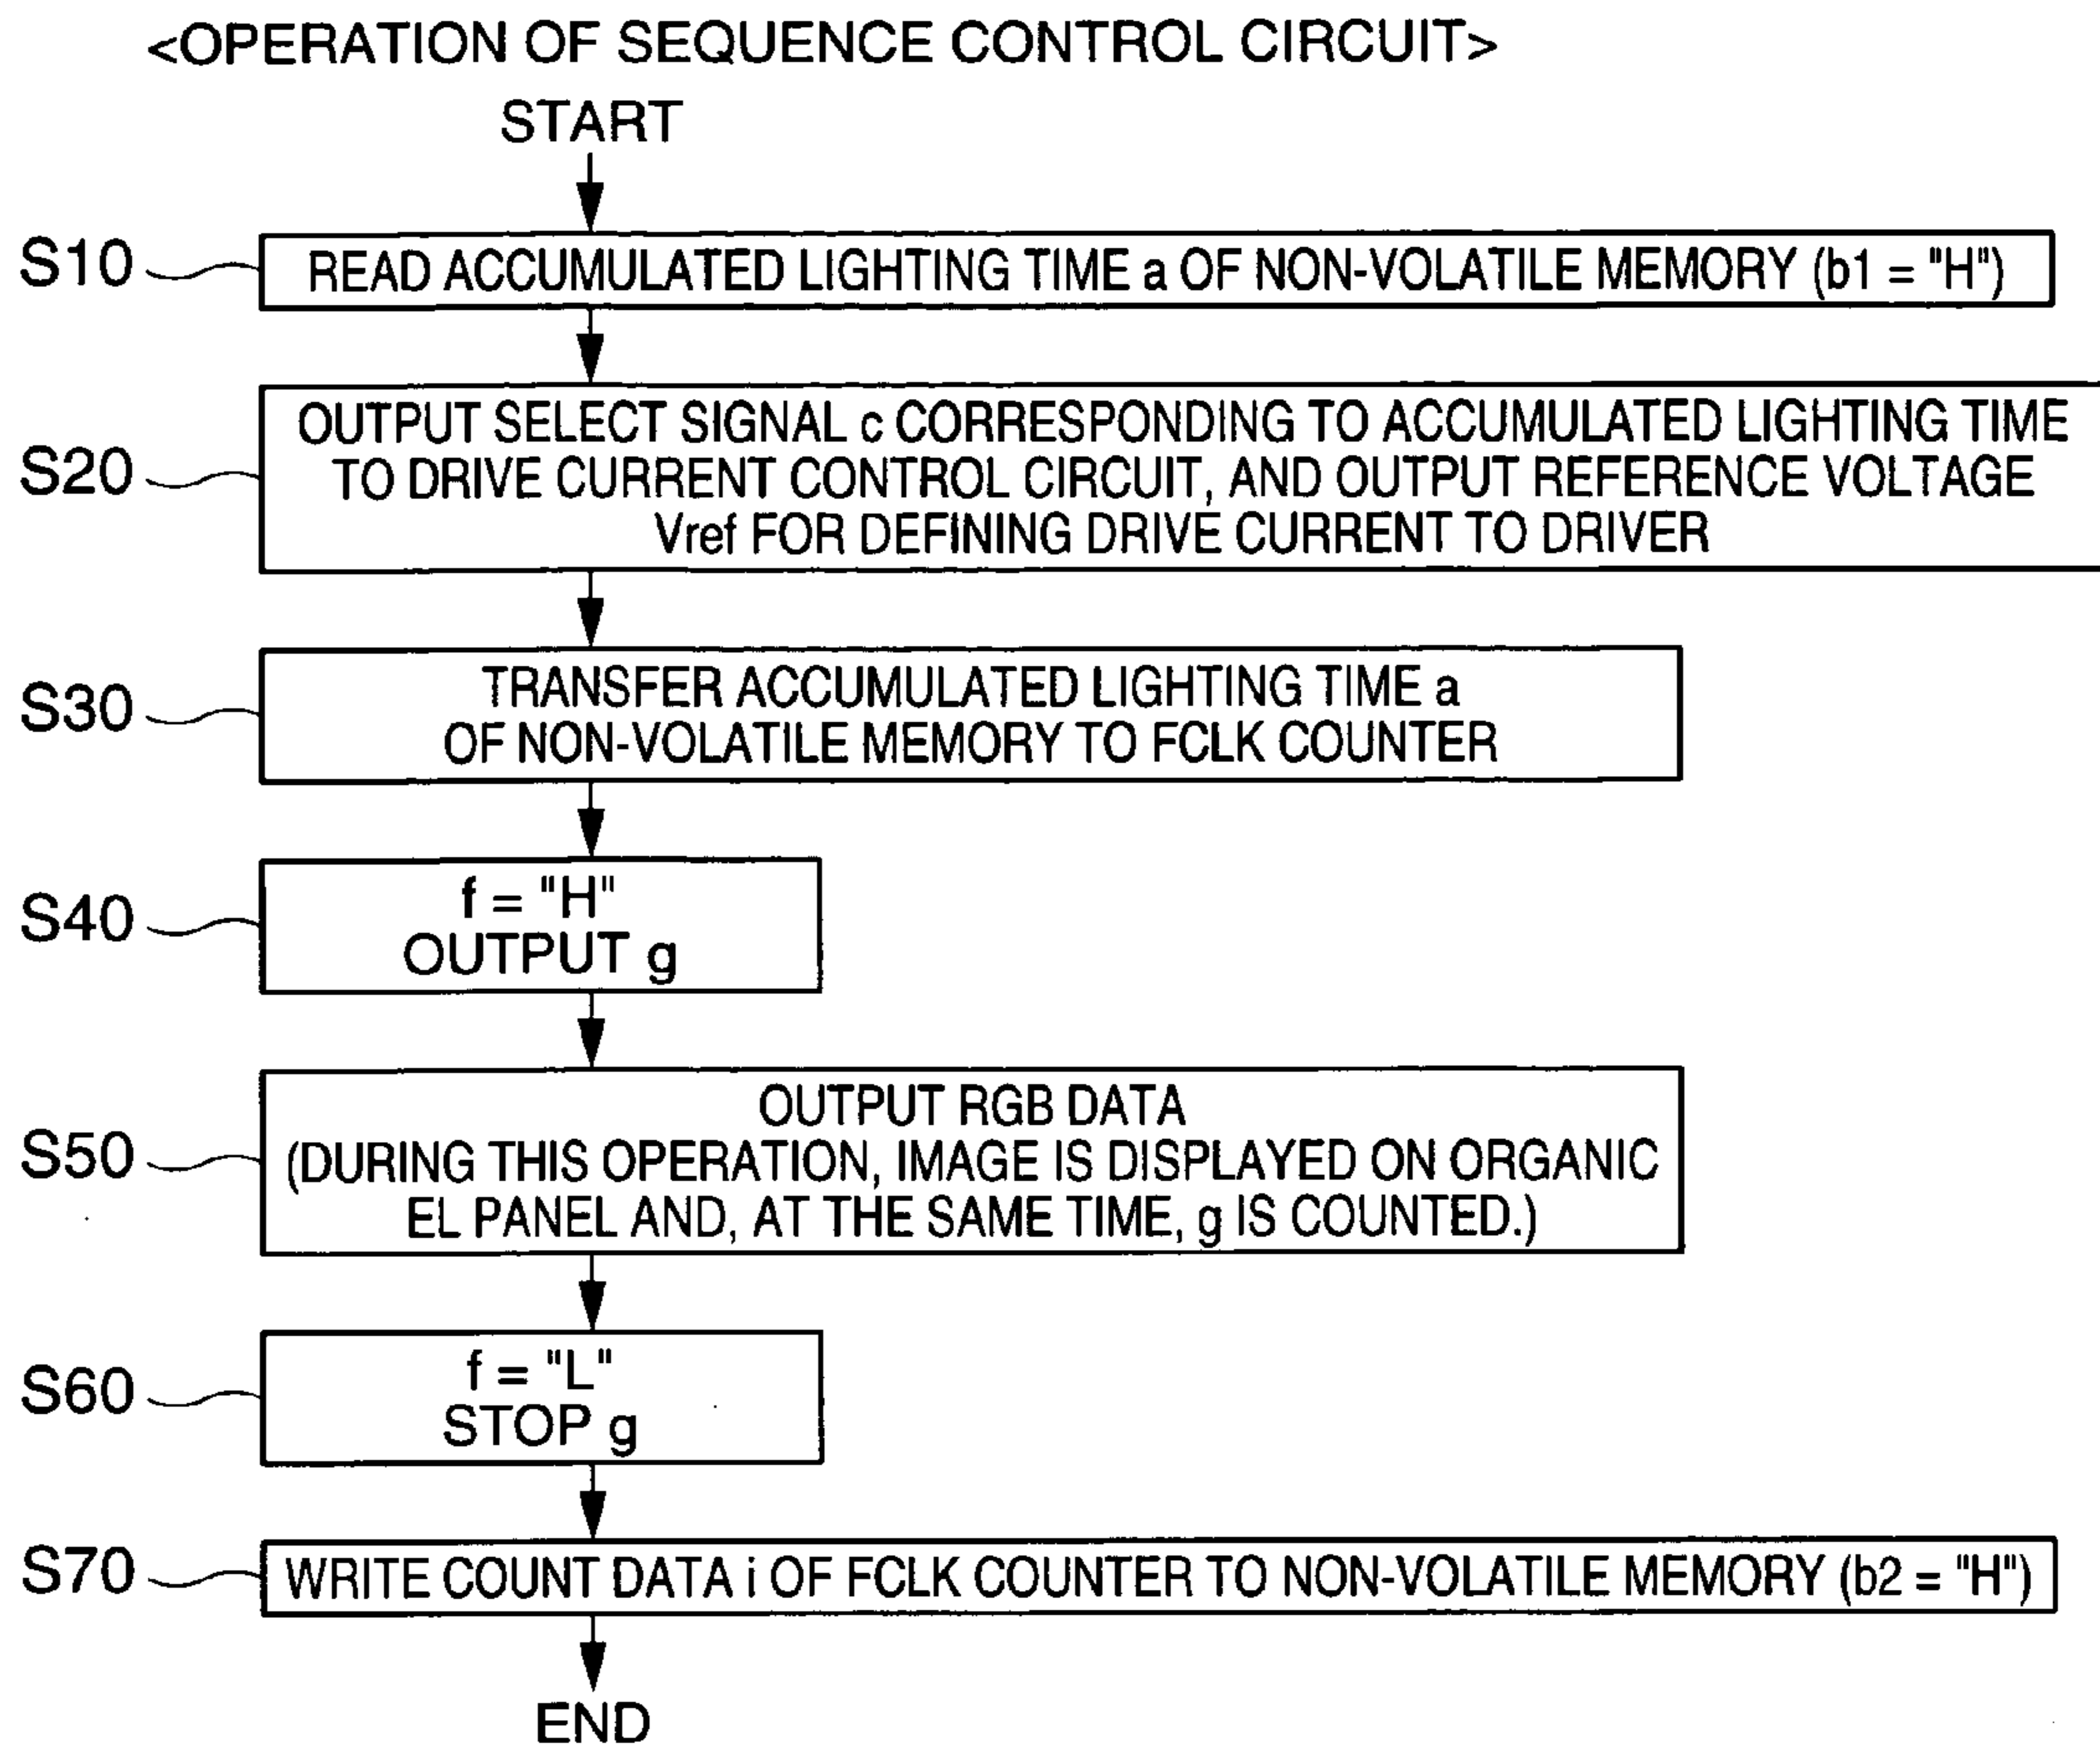 <OPERATION OF SEQUENCE CONTROL CIRCUIT>
START
S10
READ ACCUMULATED LIGHTING TIME a OF NON-VOLATILE MEMORY (b1 = "H")
S20
OUTPUT SELECT SIGNAL c CORRESPONDING TO ACCUMULATED LIGHTING TIME
TO DRIVE CURRENT CONTROL CIRCUIT, AND OUTPUT REFERENCE VOLTAGE
Vref FOR DEFINING DRIVE CURRENT TO DRIVER
S30
TRANSFER ACCUMULATED LIGHTING TIME a
OF NON-VOLATILE MEMORY TO FCLK COUNTER
S40
f = "H"
OUTPUT g
S50
OUTPUT RGB DATA
(DURING THIS OPERATION, IMAGE IS DISPLAYED ON ORGANIC
EL PANEL AND, AT THE SAME TIME, g IS COUNTED.)
S60
f = "L"
STOP g
S70
WRITE COUNT DATA i OF FCLK COUNTER TO NON-VOLATILE MEMORY (b2 = "H")
END